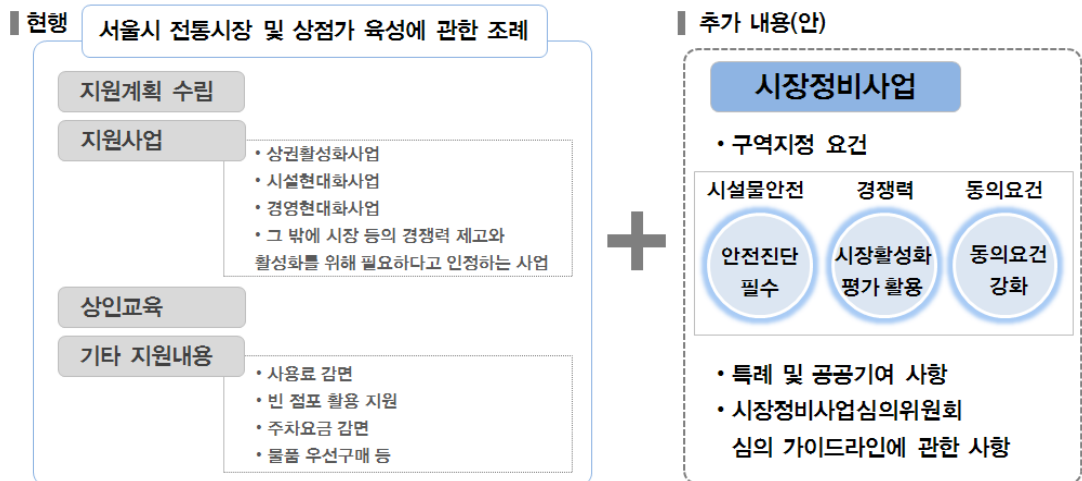 현행
서울시 전통시장 및 상점가 육성에 관한 조례
지원계획 수립
지원사업
• 상권활성화사업
• 시설현대화사업
• 경영현대화사업
• 그 밖에 시장 등의 경쟁력 제고와
활성화를 위해 필요하다고 인정하는 사업
상인교육
기타 지원내용
• 사용료 감면
• 빈 점포 활용 지원
• 주차요금 감면
• 물품 우선구매 등
+
추가 내용(안)
시장정비사업
• 구역지정 요건
시설물안전 경쟁력 동의요건
안전진단 시장활성화 동의요건
필수 평가 활용 강화
• 특례 및 공공기여 사항
• 시장정비사업심의위원회
심의 가이드라인에 관한 사항